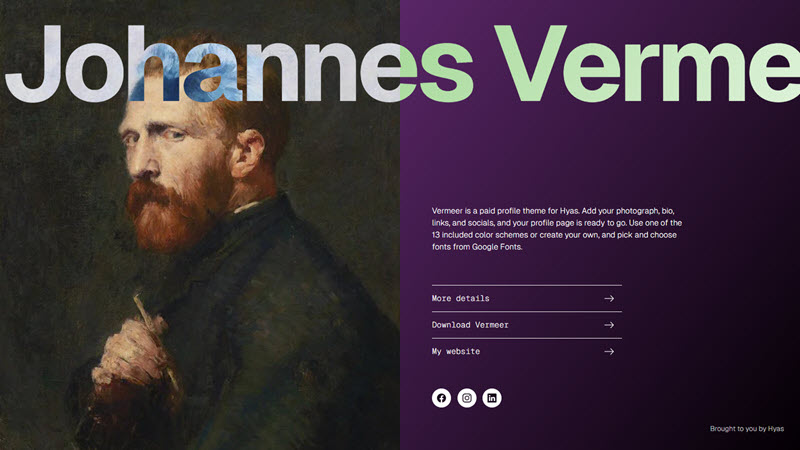 Johannes Verme
Vermeer is a paid profile theme for Hyas. Add your photograph, bio,
links, and socials, and your profile page is ready to go. Use one of the
13 included color schemes or create your own, and pick and choose
fonts from Google Fonts.
More details
Download Vermeer
My website
Brought to you by Hyas